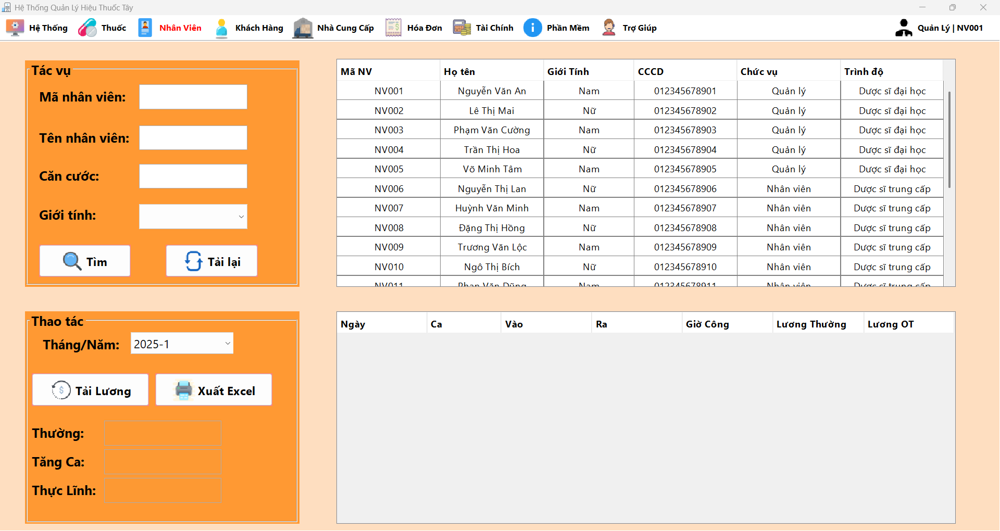 Hệ Thống Quản Lý Hiệu Thuốc Tây
Hệ Thống Thuốc Nhân Viên Khách Hàng Nhà Cung Cấp Hóa Đơn Tài Chính Phần Mềm Trợ Giúp Quản Lý | NV001
Tác vụ
Mã nhân viên:
Tên nhân viên:
Căn cước:
Giới tính:
Tìm Tải lại
Mã NV Họ tên Giới Tính CCCD Chức vụ Trình độ
NV001 Nguyễn Văn An Nam 012345678901 Quản lý Dược sĩ đại học
NV002 Lê Thị Mai Nữ 012345678902 Quản lý Dược sĩ đại học
NV003 Phạm Văn Cường Nam 012345678903 Quản lý Dược sĩ đại học
NV004 Trần Thị Hoa Nữ 012345678904 Quản lý Dược sĩ đại học
NV005 Võ Minh Tâm Nam 012345678905 Quản lý Dược sĩ đại học
NV006 Nguyễn Thị Lan Nữ 012345678906 Nhân viên Dược sĩ trung cấp
NV007 Huỳnh Văn Minh Nam 012345678907 Nhân viên Dược sĩ trung cấp
NV008 Đặng Thị Hồng Nữ 012345678908 Nhân viên Dược sĩ trung cấp
NV009 Trương Văn Lộc Nam 012345678909 Nhân viên Dược sĩ trung cấp
NV010 Ngô Thị Bích Nữ 012345678910 Nhân viên Dược sĩ trung cấp
NV011 Phan Văn Dũng Nam 012345678911 Nhân viên Dược sĩ trung cấp
Thao tác
Tháng/Năm: 2025-1
Tải Lương Xuất Excel
Thường:
Tăng Ca:
Thực Lĩnh:
Ngày Ca Vào Ra Giờ Công Lương Thường Lương OT